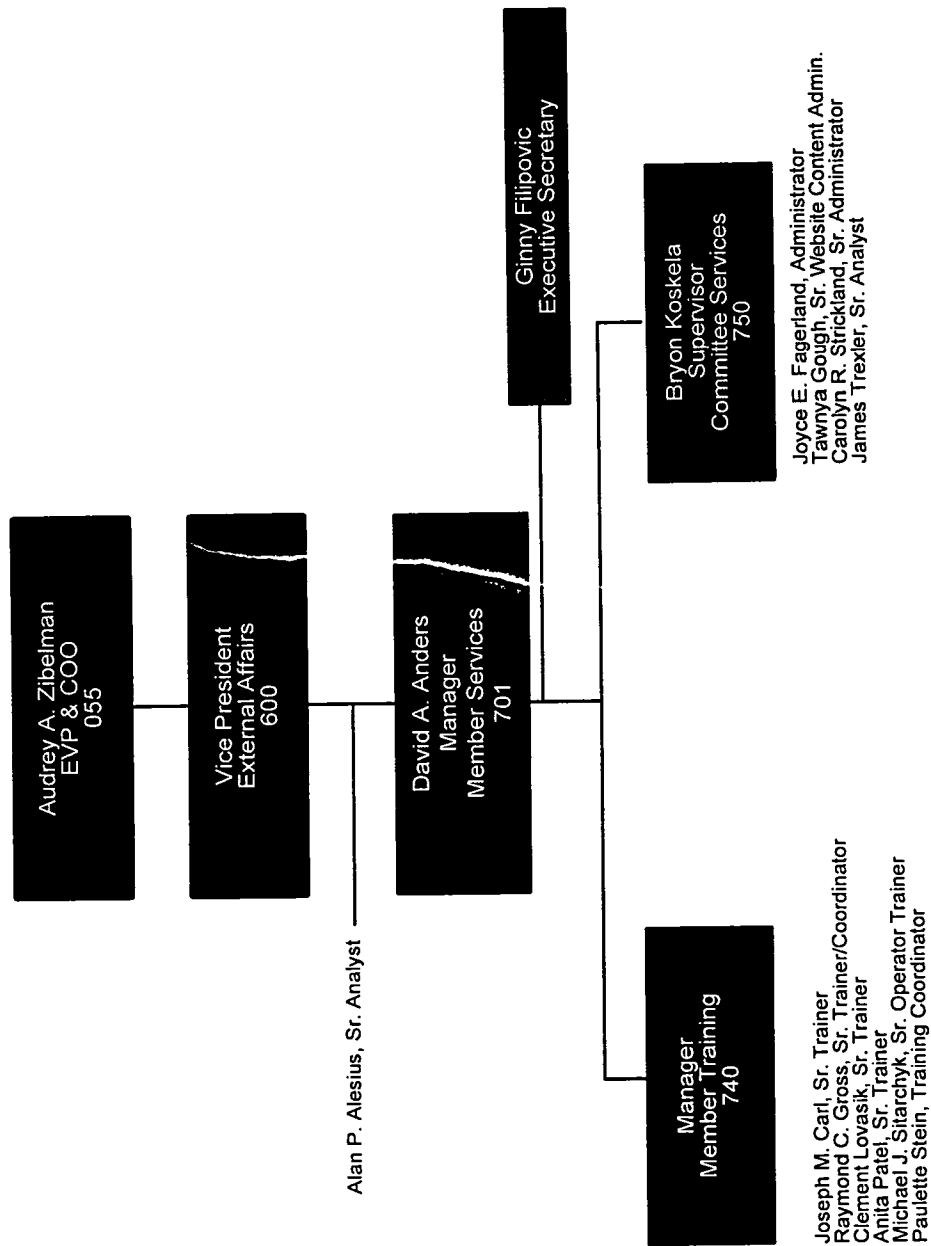 Audrey A. Zibelman
EVP & COO
055
Vice President
External Affairs
600
Alan P. Alesius, Sr. Analyst
David A. Anders
Manager
Member Services
701
Ginny Filipovic
Executive Secretary
Manager
Member Training
740
Joseph M. Carl, Sr. Trainer
Raymond C. Gross, Sr. Trainer/Coordinator
Clement Lovasik, Sr. Trainer
Anita Patel, Sr. Trainer
Michael J. Sitarchyk, Sr. Operator Trainer
Paulette Stein, Training Coordinator
Bryon Koskela
Supervisor
Committee Services
750
Joyce E. Fagerland, Administrator
Tawnya Gough, Sr. Website Content Admin.
Carolyn R. Strickland, Sr. Administrator
James Trexler, Sr. Analyst